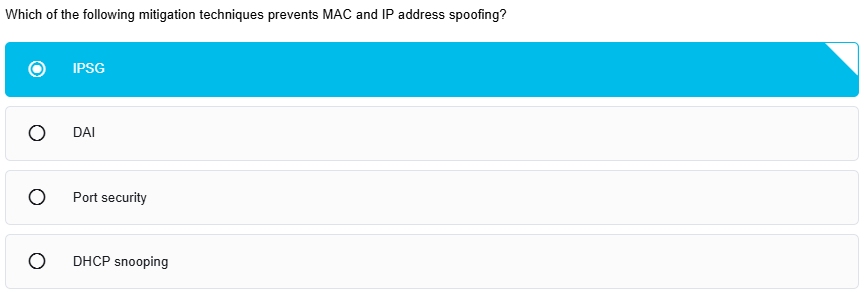 Which of the following mitigation techniques prevents MAC and IP address spoofing?
IPSG
DAI
Port security
DHCP snooping